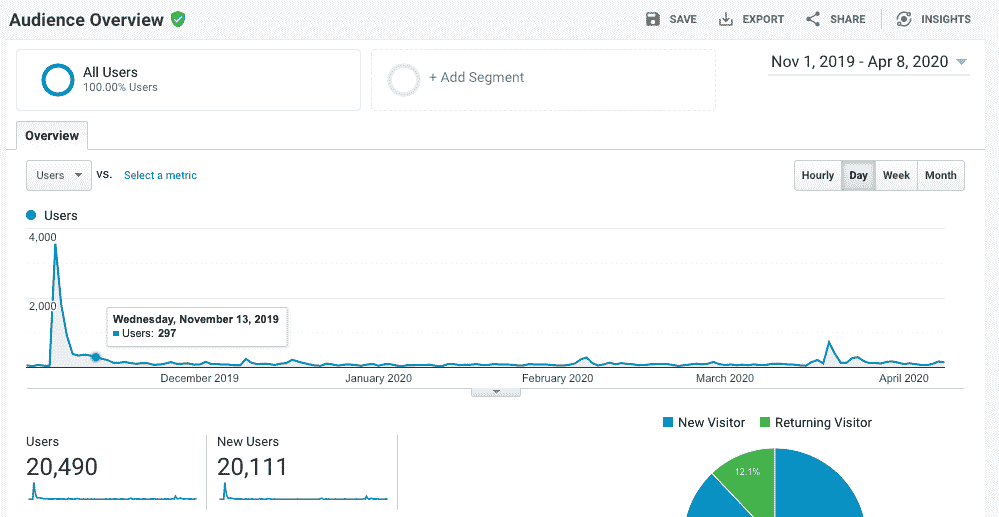 Audience Overview
SAVE EXPORT SHARE INSIGHTS
All Users
100.00% Users
+ Add Segment
Nov 1, 2019 - Apr 8, 2020
Overview
Users VS. Select a metric
Hourly Day Week Month
Users
4,000
2,000
Wednesday, November 13, 2019
Users: 297
December 2019 January 2020 February 2020 March 2020 April 2020
New Visitor Returning Visitor
Users
20,490
New Users
20,111
12.1%